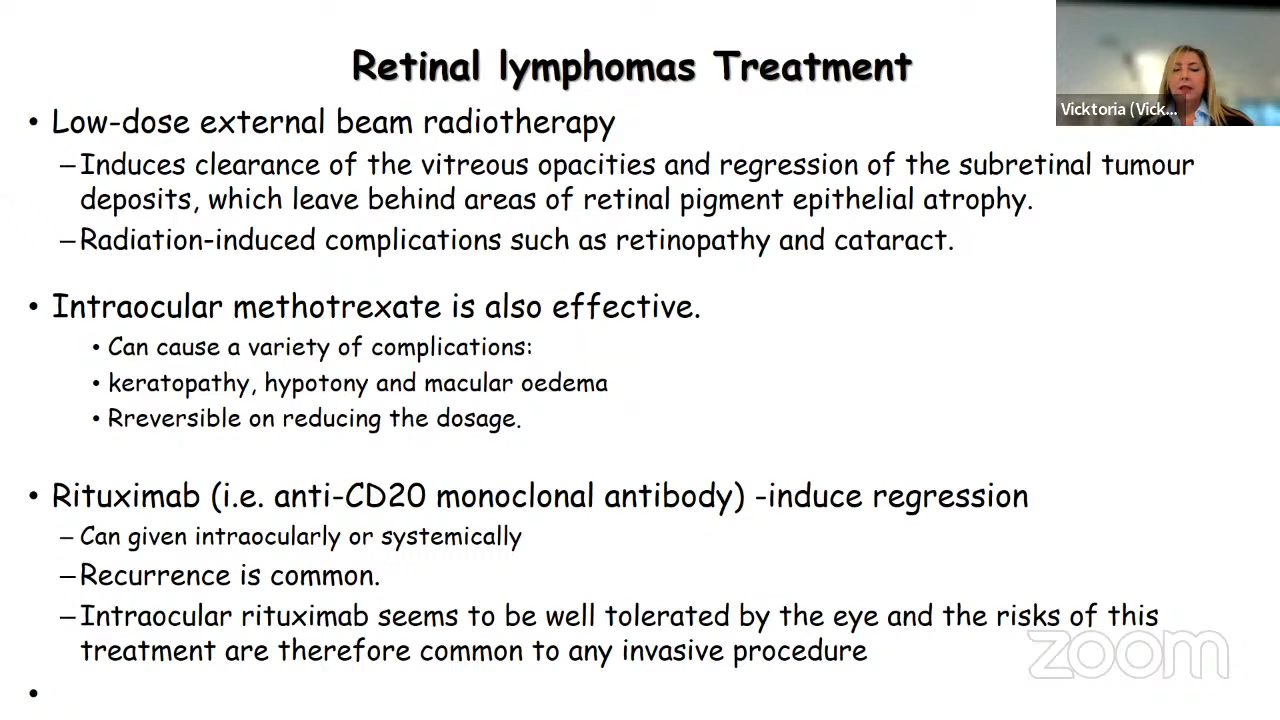 Retinal lymphomas Treatment
Vicktoria (Vick...
• Low-dose external beam radiotherapy
–Induces clearance of the vitreous opacities and regression of the subretinal tumour
deposits, which leave behind areas of retinal pigment epithelial atrophy.
–Radiation-induced complications such as retinopathy and cataract.
• Intraocular methotrexate is also effective.
• Can cause a variety of complications:
• keratopathy, hypotony and macular oedema
• Rreversible on reducing the dosage.
• Rituximab (i.e. anti-CD20 monoclonal antibody) -induce regression
– Can given intraocularly or systemically
–Recurrence is common.
–Intraocular rituximab seems to be well tolerated by the eye and the risks of this
treatment are therefore common to any invasive procedure
zoom
•